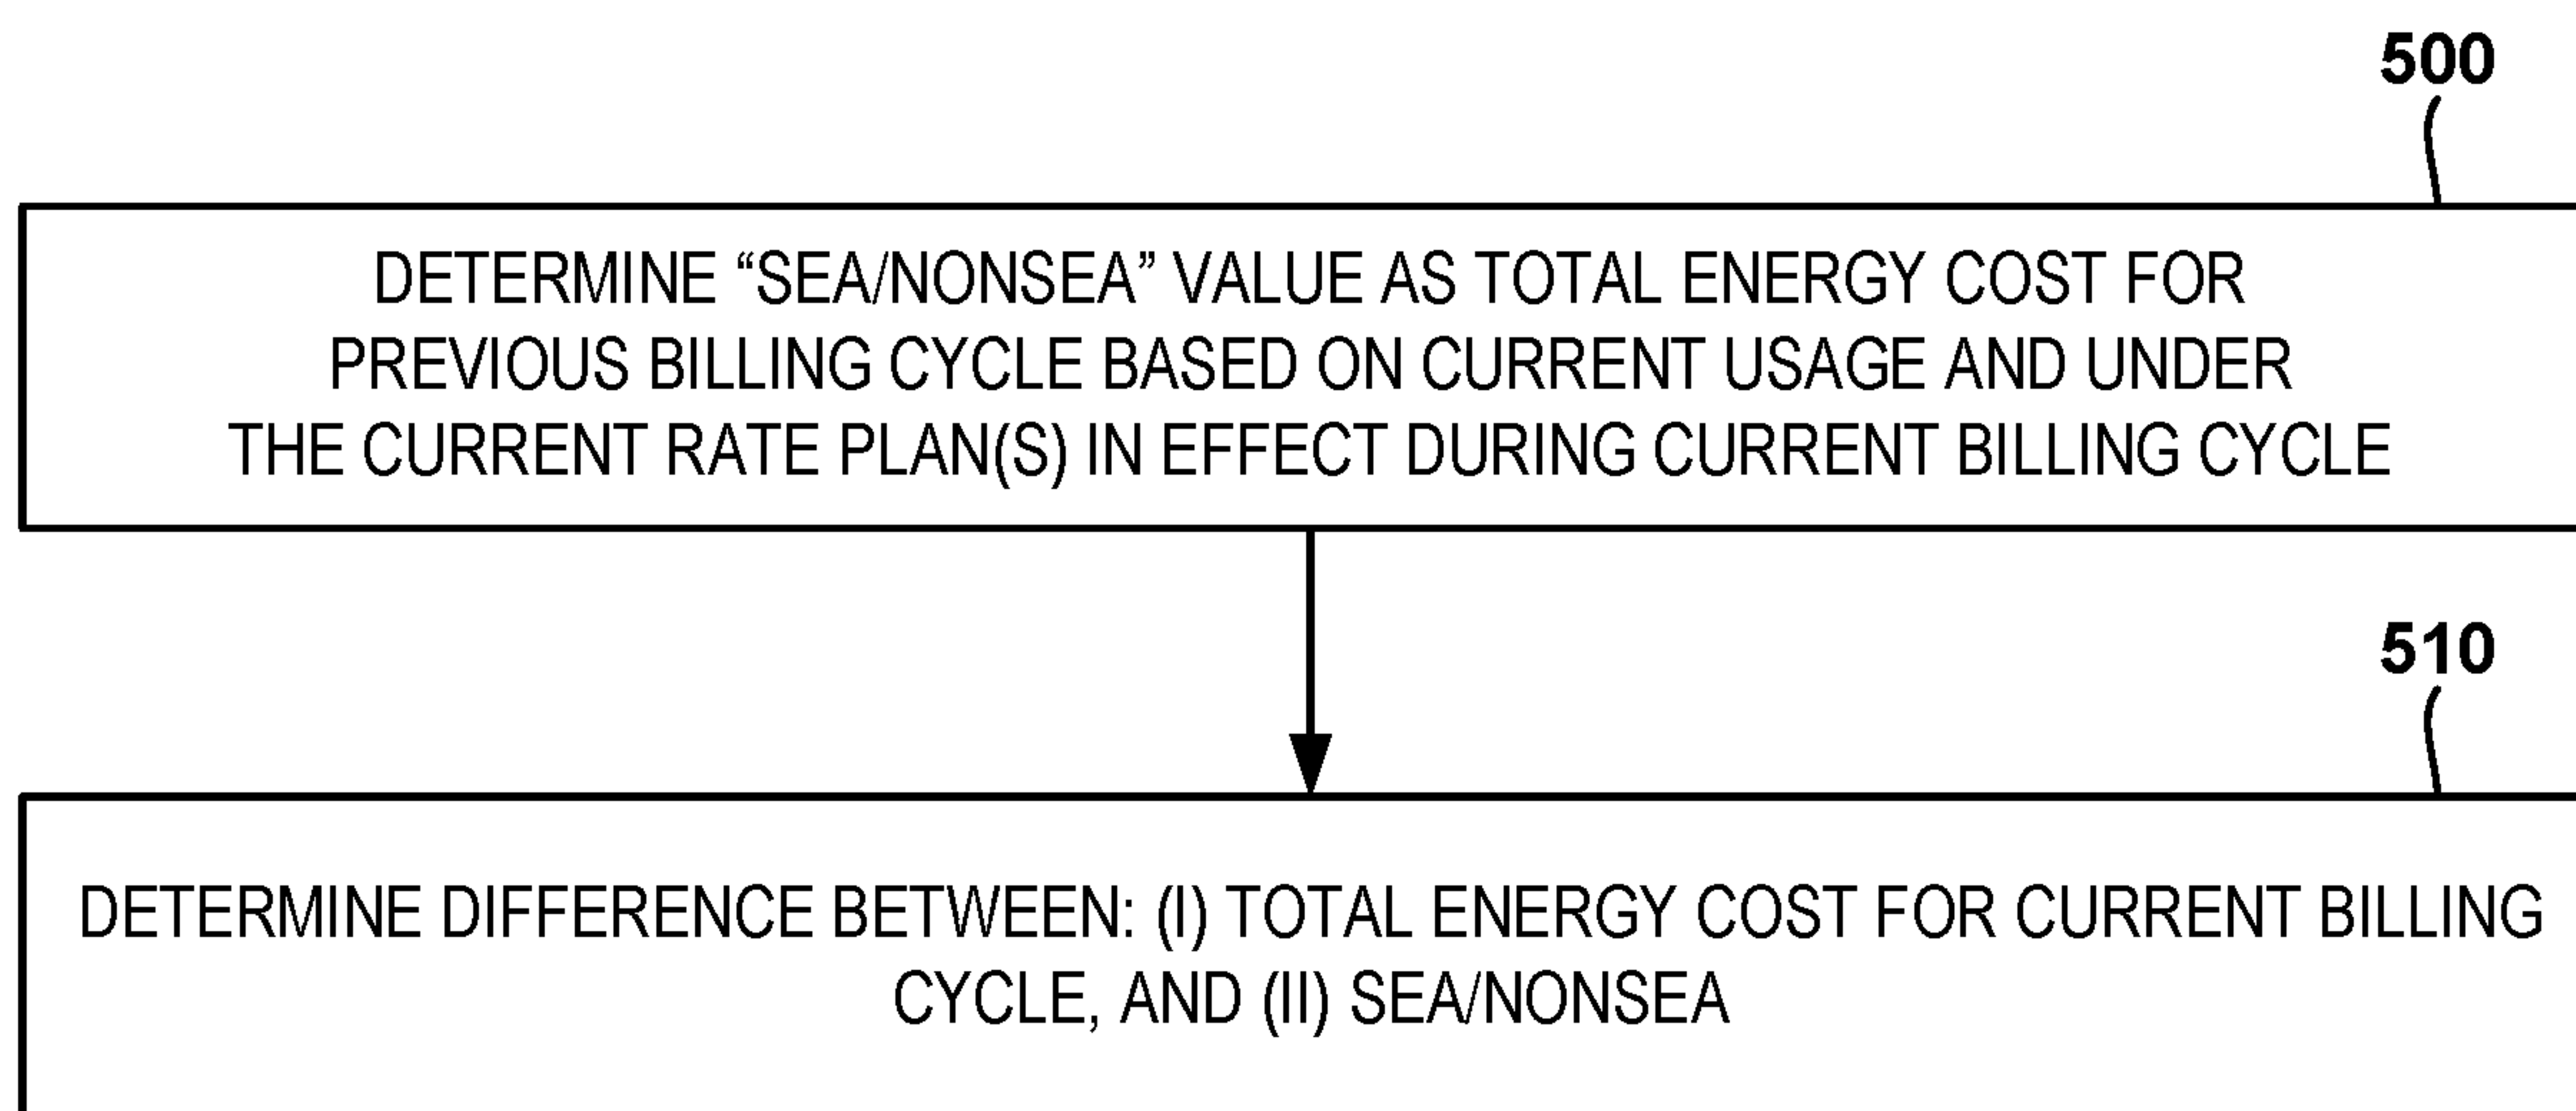 500
DETERMINE “SEA/NONSEA” VALUE AS TOTAL ENERGY COST FOR
PREVIOUS BILLING CYCLE BASED ON CURRENT USAGE AND UNDER
THE CURRENT RATE PLAN(S) IN EFFECT DURING CURRENT BILLING CYCLE
510
DETERMINE DIFFERENCE BETWEEN: (I) TOTAL ENERGY COST FOR CURRENT BILLING
CYCLE, AND (II) SEA/NONSEA